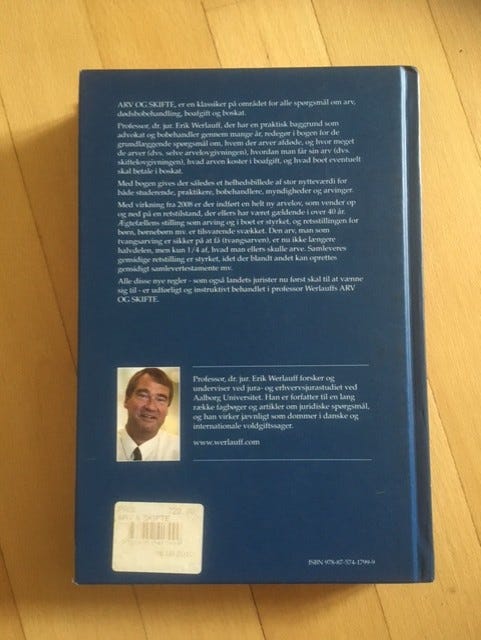 ARV OG SKIFTE, er en klassiker på området for alle spørgsmål om arv,
dødsbobehandling, boafgift og boskat.
Professor, dr. jur. Erik Werlauff, der har en praktisk baggrund som
advokat og bobehandler gennem mange år, redegør i bogen for de
grundlæggende spørgsmål om, hvem der arver afdøde, og hvor meget
de arver (dvs. selve arvelovgivningen), hvordan man får sin arv (dvs.
skiftelovgivningen), hvad arven koster i boafgift, og hvad boet eventuelt
skal betale i boskat.
Med bogen gives der således et helhedsbillede af stor nytteværdi for
både studerende, praktikere, bobehandlere, myndigheder og arvinger.
Med virkning fra 2008 er der indført en helt ny arvelov, som vender op
og ned på en retstilstand, der ellers har været gældende i over 40 år.
Ægtefællens stilling som arving og i boet er styrket, og retsstillingen for
børn, børnebørn mv. er tilsvarende svækket. Den arv, man som
tvangsarving er sikker på at få (tvangsarven), er nu ikke længere
halvdelen, men kun 1/4 af, hvad man ellers skulle arve. Samleveres
gensidige retstilling er styrket, idet der blandt andet kan oprettes
gensidigt samlevertestamente mv.
Alle disse nye regler - som også landets jurister nu først skal til at vænne
sig til - er udførligt og instruktivt behandlet i professor Werlauffs ARV
OG SKIFTE.
Professor, dr. jur. Erik Werlauff forsker og
underviser ved jura- og erhvervsjurastudiet ved
Aalborg Universitet. Han er forfatter til en lang
række fagbøger og artikler om juridiske spørgsmål,
og han virker jævnligt som dommer i danske og
internationale voldgiftssager.
www.werlauff.com
ARV & SKIFTE
ISBN 978-87-574-1799-9